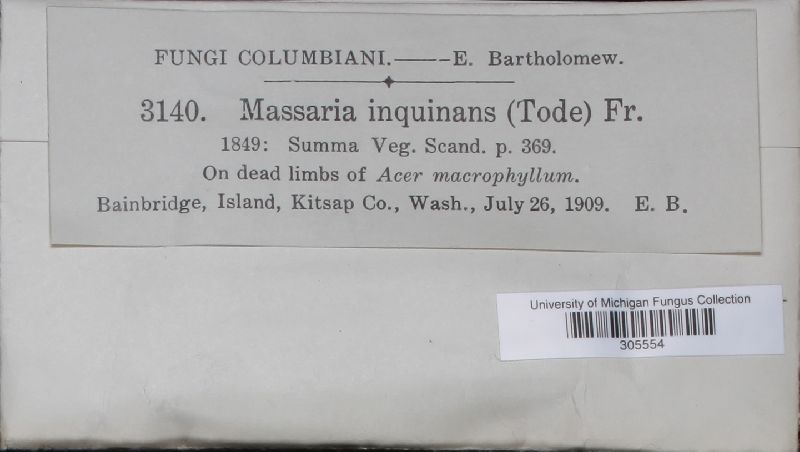 FUNGI COLUMBIANI.——E. Bartholomew.
3140. Massaria inquinans (Tode) Fr.
1849: Summa Veg. Scand. p. 369.
On dead limbs of Acer macrophyllum.
Bainbridge, Island, Kitsap Co., Wash., July 26, 1909. E. B.
University of Michigan Fungus Collection
305554